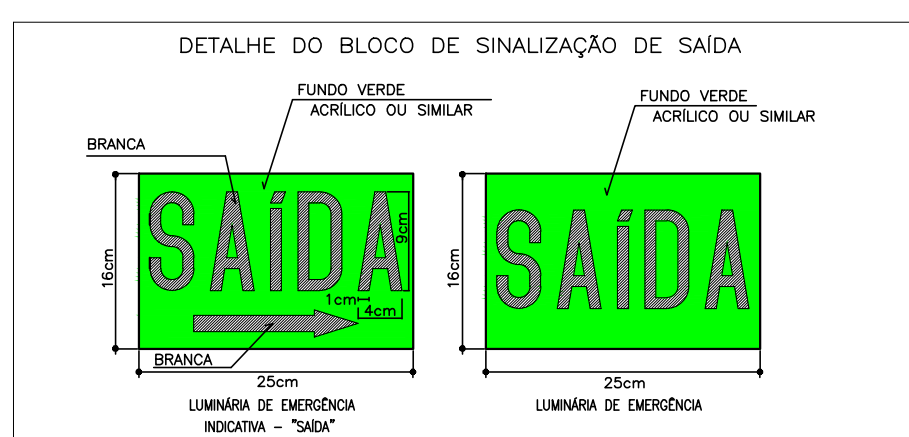 DETALHE DO BLOCO DE SINALIZAÇÃO DE SAÍDA
FUNDO VERDE
ACRÍLICO OU SIMILAR
BRANCA
SAíDA
16cm
9cm
1cm
4cm
BRANCA
25cm
LUMINÁRIA DE EMERGÊNCIA
INDICATIVA - "SAÍDA"
FUNDO VERDE
ACRÍLICO OU SIMILAR
SAíDA
16cm
25cm
LUMINÁRIA DE EMERGÊNCIA